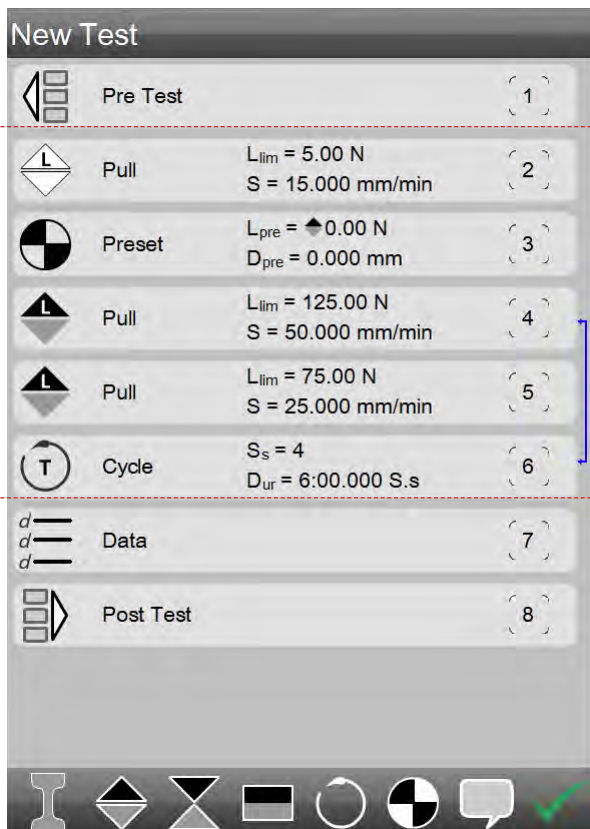 New Test
Pre Test 1
L
Pull Llim = 5.00 N 2
S = 15.000 mm/min
Preset Lpre = 0.00 N 3
Dpre = 0.000 mm
L
Pull Llim = 125.00 N 4
S = 50.000 mm/min
L
Pull Llim = 75.00 N 5
S = 25.000 mm/min
T
Cycle Ss = 4 6
Dur = 6:00.000 S.s
d
d
d
Data 7
Post Test 8